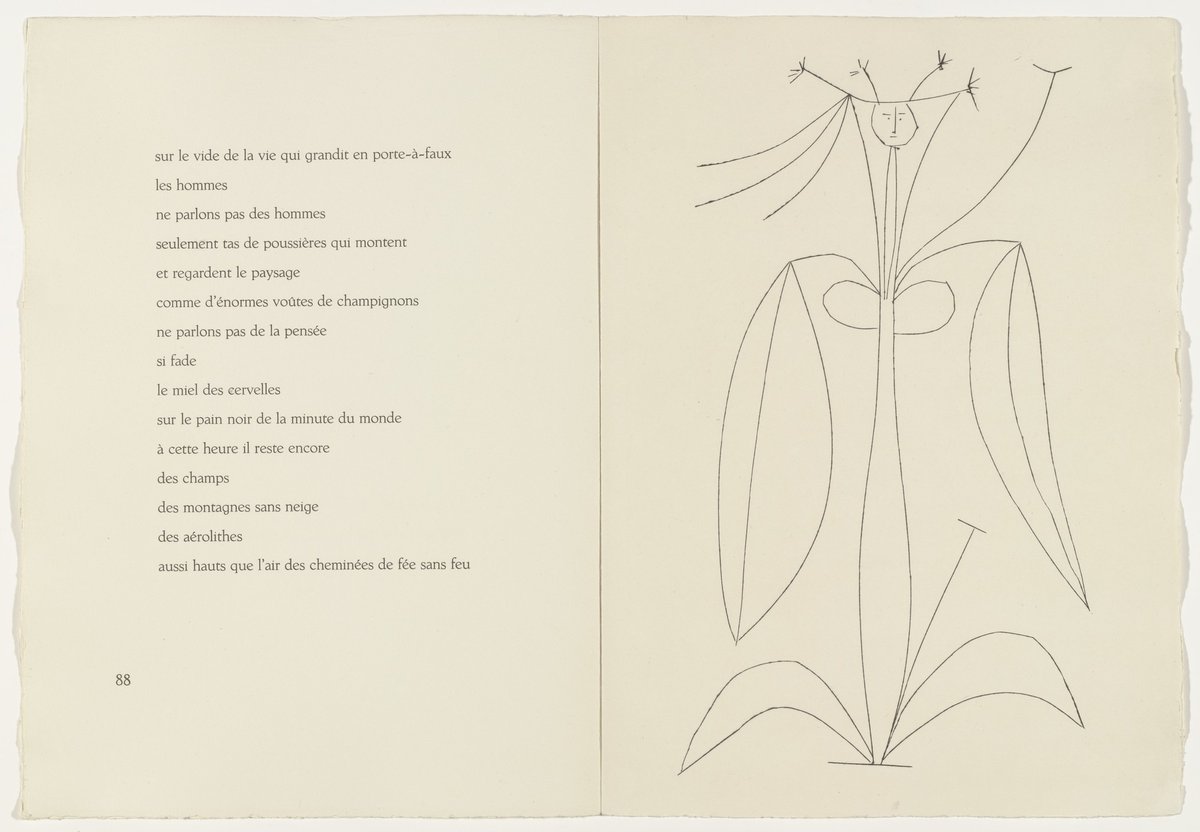 sur le vide de la vie qui grandit en porte-à-faux
les hommes
ne parlons pas des hommes
seulement tas de poussières qui montent
et regardent le paysage
comme d'énormes voûtes de champignons
ne parlons pas de la pensée
si fade
le miel des cervelles
sur le pain noir de la minute du monde
à cette heure il reste encore
des champs
des montagnes sans neige
des aérolithes
aussi hauts que l'air des cheminées de fée sans feu
88